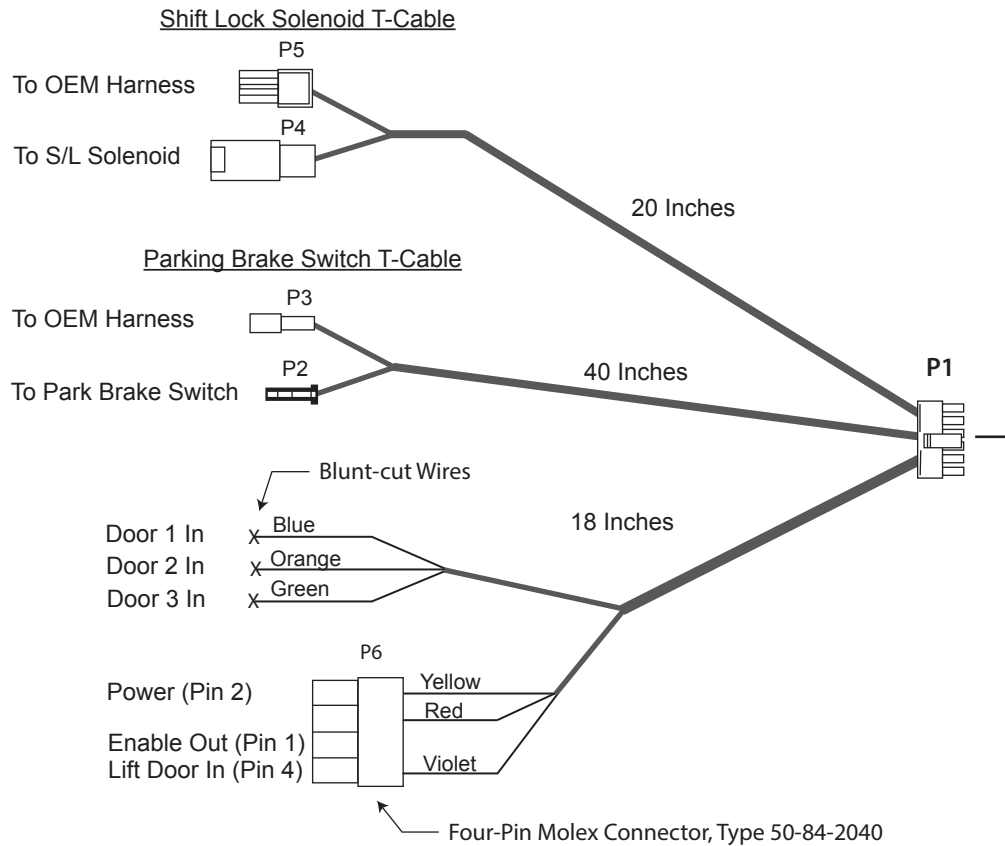 Shift Lock Solenoid T-Cable
P5
To OEM Harness
P4
To S/L Solenoid
20 Inches
Parking Brake Switch T-Cable
P3
To OEM Harness
P2
To Park Brake Switch
40 Inches
P1
Blunt-cut Wires
18 Inches
Door 1 In
X
Blue
Door 2 In
X
Orange
Door 3 In
X
Green
P6
Power (Pin 2)
Yellow
Red
Enable Out (Pin 1)
Lift Door In (Pin 4)
Violet
Four-Pin Molex Connector, Type 50-84-2040